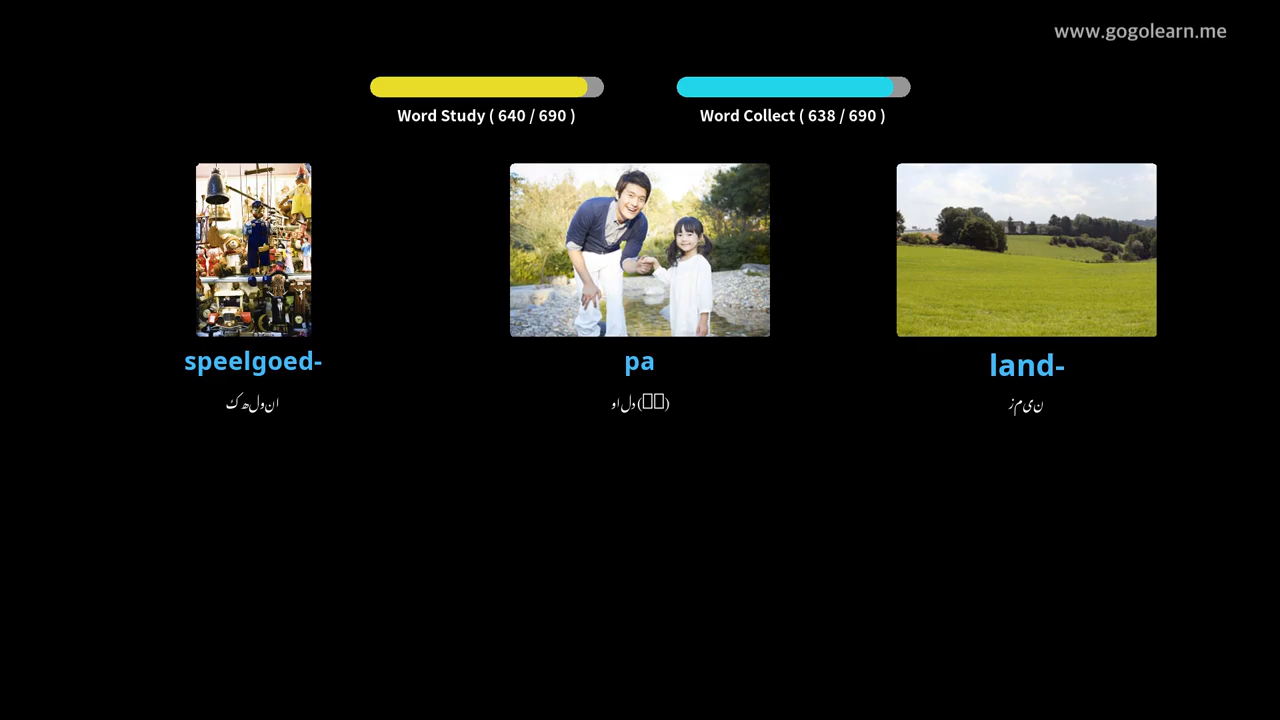 www.gogolearn.me
Word Study ( 640 / 690 )
Word Collect ( 638 / 690 )
speelgoed-
کھلونا
pa
والد (□□)
land-
زمین